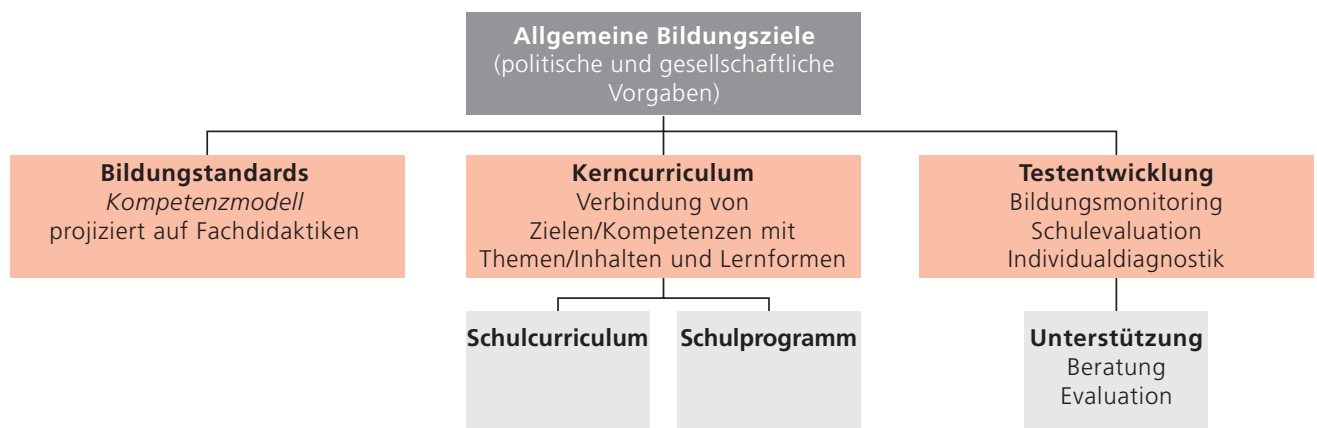 Allgemeine Bildungsziele
(politische und gesellschaftliche
Vorgaben)
Bildungstandards
Kompetenzmodell
projiziert auf Fachdidaktiken
Kerncurriculum
Verbindung von
Zielen/Kompetenzen mit
Themen/Inhalten und Lernformen
Testentwicklung
Bildungsmonitoring
Schulevaluation
Individualdiagnostik
Schulcurriculum
Schulprogramm
Unterstützung
Beratung
Evaluation